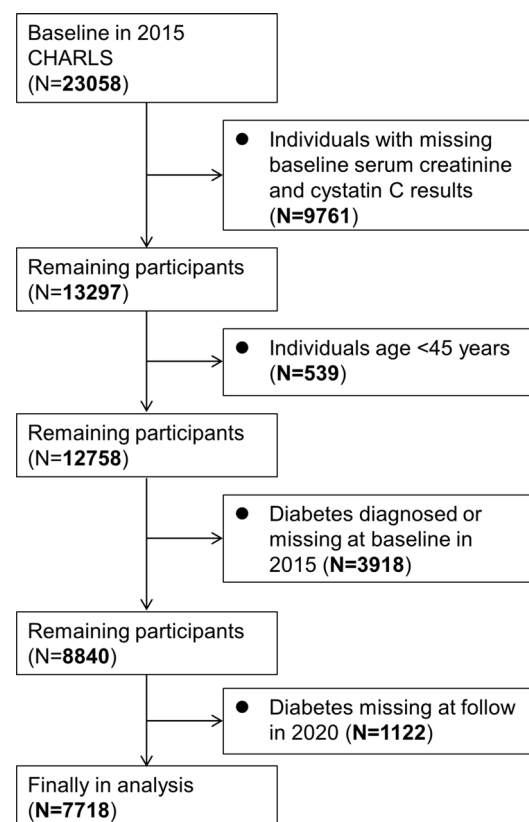 Baseline in 2015
CHARLS
(N=23058)
● Individuals with missing
baseline serum creatinine
and cystatin C results
(N=9761)
Remaining participants
(N=13297)
● Individuals age <45 years
(N=539)
Remaining participants
(N=12758)
● Diabetes diagnosed or
missing at baseline in
2015 (N=3918)
Remaining participants
(N=8840)
● Diabetes missing at follow
in 2020 (N=1122)
Finally in analysis
(N=7718)